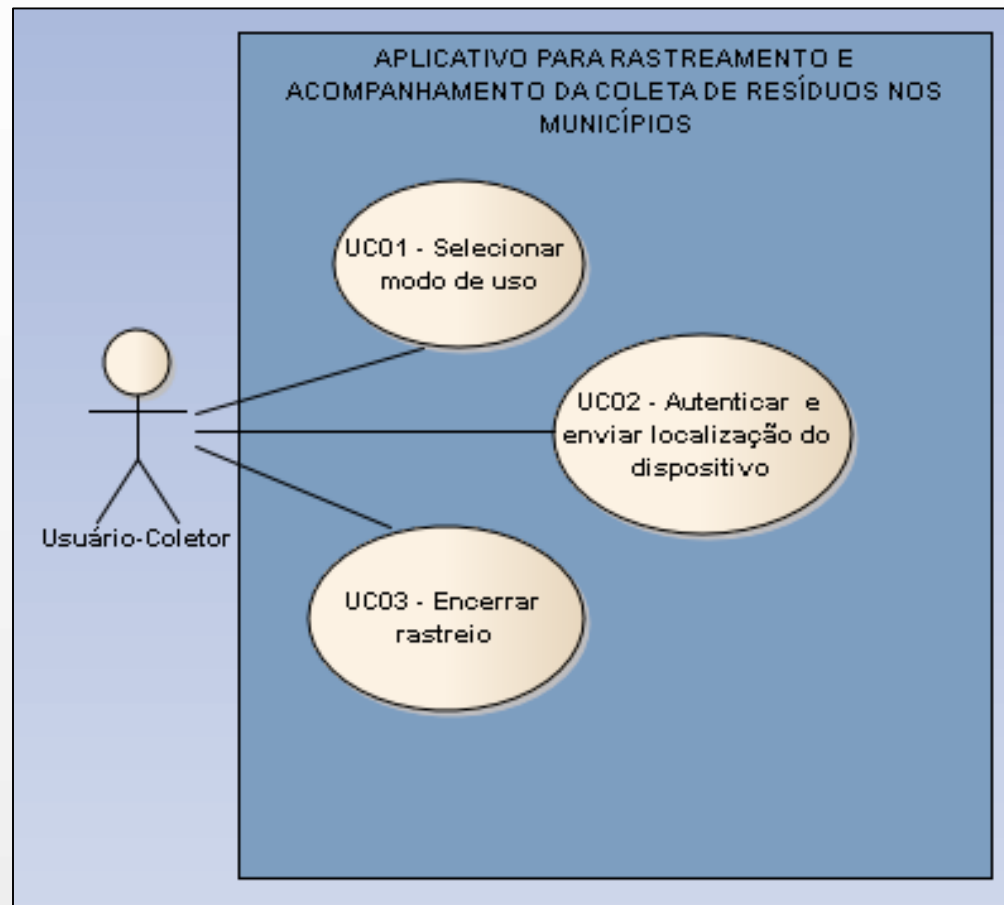 APLICATIVO PARA RASTREAMENTO E
ACOMPANHAMENTO DA COLETA DE RESÍDUOS NOS
MUNICÍPIOS
UC01 - Selecionar
modo de uso
UC02 - Autenticar e
enviar localização do
dispositivo
Usuário-Coletor
UC03 - Encerrar
rastreio